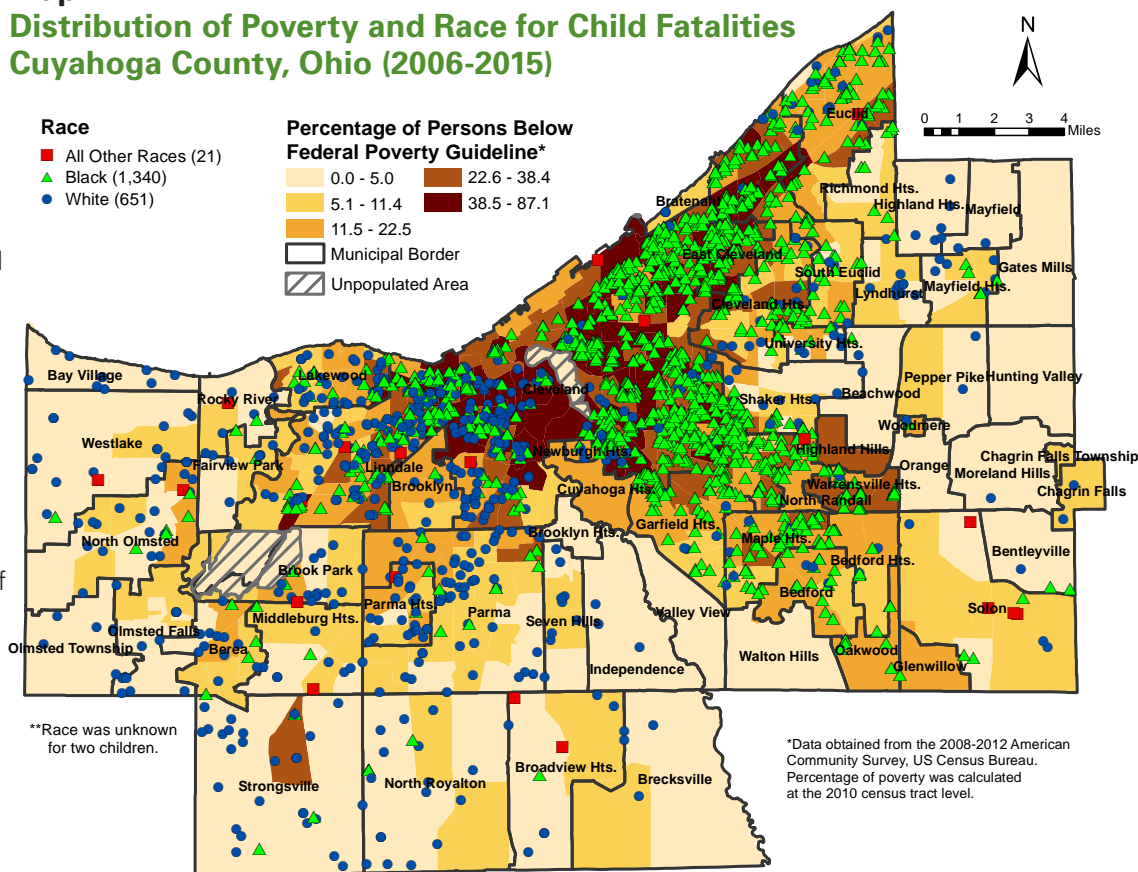 Distribution of Poverty and Race for Child Fatalities
Cuyahoga County, Ohio (2006-2015)
N
0 1 2 3 4
Miles
Race
All Other Races (21)
Black (1,340)
White (651)
Percentage of Persons Below
Federal Poverty Guideline*
0.0 - 5.0
5.1 - 11.4
11.5 - 22.5
22.6 - 38.4
38.5 - 87.1
Municipal Border
Unpopulated Area
Euclid
Richmond Hts.
Highland Hts.
Mayfield
Bratenahl
East Cleveland
South Euclid
Gates Mills
Lyndhurst
Mayfield Hts.
Cleveland Hts.
University Hts.
Bay Village
Lakewood
Rocky River
Cleveland
Shaker Hts.
Beachwood
Pepper Pike
Hunting Valley
Woodmere
Westlake
Fairview Park
Linndale
Brooklyn
Newburgh Hts.
Cuyahoga Hts.
Highland Hills
Warrensville Hts.
North Randall
Orange
Moreland Hills
Chagrin Falls Township
Chagrin Falls
North Olmsted
Brook Park
Brooklyn Hts.
Garfield Hts.
Maple Hts.
Bedford Hts.
Bentleyville
Bedford
Solon
Parma Hts.
Parma
Middleburg Hts.
Seven Hills
Valley View
Olmsted Falls
Olmsted Township
Berea
Independence
Walton Hills
Oakwood
Glenwillow
Strongsville
North Royalton
Broadview Hts.
Brecksville
**Race was unknown
for two children.
*Data obtained from the 2008-2012 American
Community Survey, US Census Bureau.
Percentage of poverty was calculated
at the 2010 census tract level.